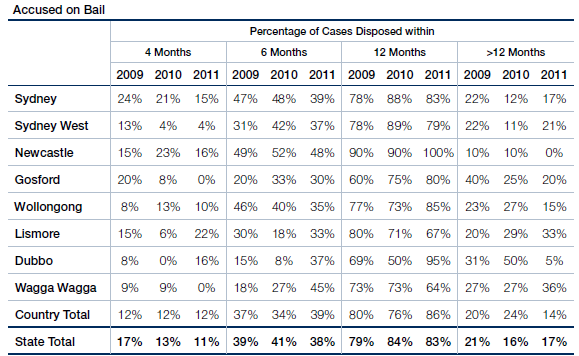 Accused on Bail
Percentage of Cases Disposed within
4 Months 6 Months 12 Months >12 Months
2009 2010 2011 2009 2010 2011 2009 2010 2011 2009 2010 2011
Sydney 24% 21% 15% 47% 48% 39% 78% 88% 83% 22% 12% 17%
Sydney West 13% 4% 4% 31% 42% 37% 78% 89% 79% 22% 11% 21%
Newcastle 15% 23% 16% 49% 52% 48% 90% 90% 100% 10% 10% 0%
Gosford 20% 8% 0% 20% 33% 30% 60% 75% 80% 40% 25% 20%
Wollongong 8% 13% 10% 46% 40% 35% 77% 73% 85% 23% 27% 15%
Lismore 15% 6% 22% 30% 18% 33% 80% 71% 67% 20% 29% 33%
Dubbo 8% 0% 16% 15% 8% 37% 69% 50% 95% 31% 50% 5%
Wagga Wagga 9% 9% 0% 18% 27% 45% 73% 73% 64% 27% 27% 36%
Country Total 12% 12% 12% 37% 34% 39% 80% 76% 86% 20% 24% 14%
State Total 17% 13% 11% 39% 41% 38% 79% 84% 83% 21% 16% 17%